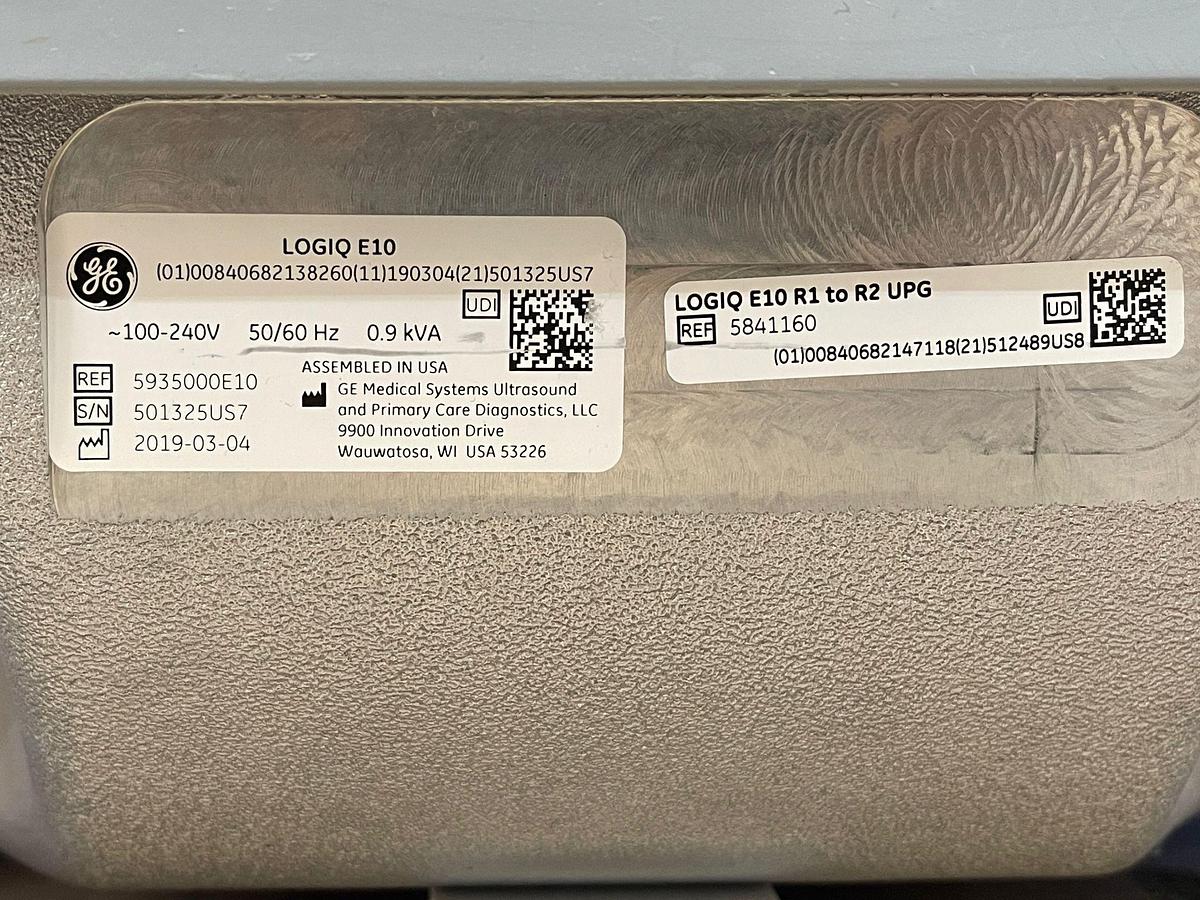 LOGIQ E10
(01)00840682138260(11)190304(21)501325US7
GE
UDI
~100-240V 50/60 Hz 0.9 kVA
ASSEMBLED IN USA
REF 5935000E10
S/N 501325US7
2019-03-04
GE Medical Systems Ultrasound
and Primary Care Diagnostics, LLC
9900 Innovation Drive
Wauwatosa, WI USA 53226
LOGIQ E10 R1 to R2 UPG
REF 5841160
UDI
(01)00840682147118(21)512489US8